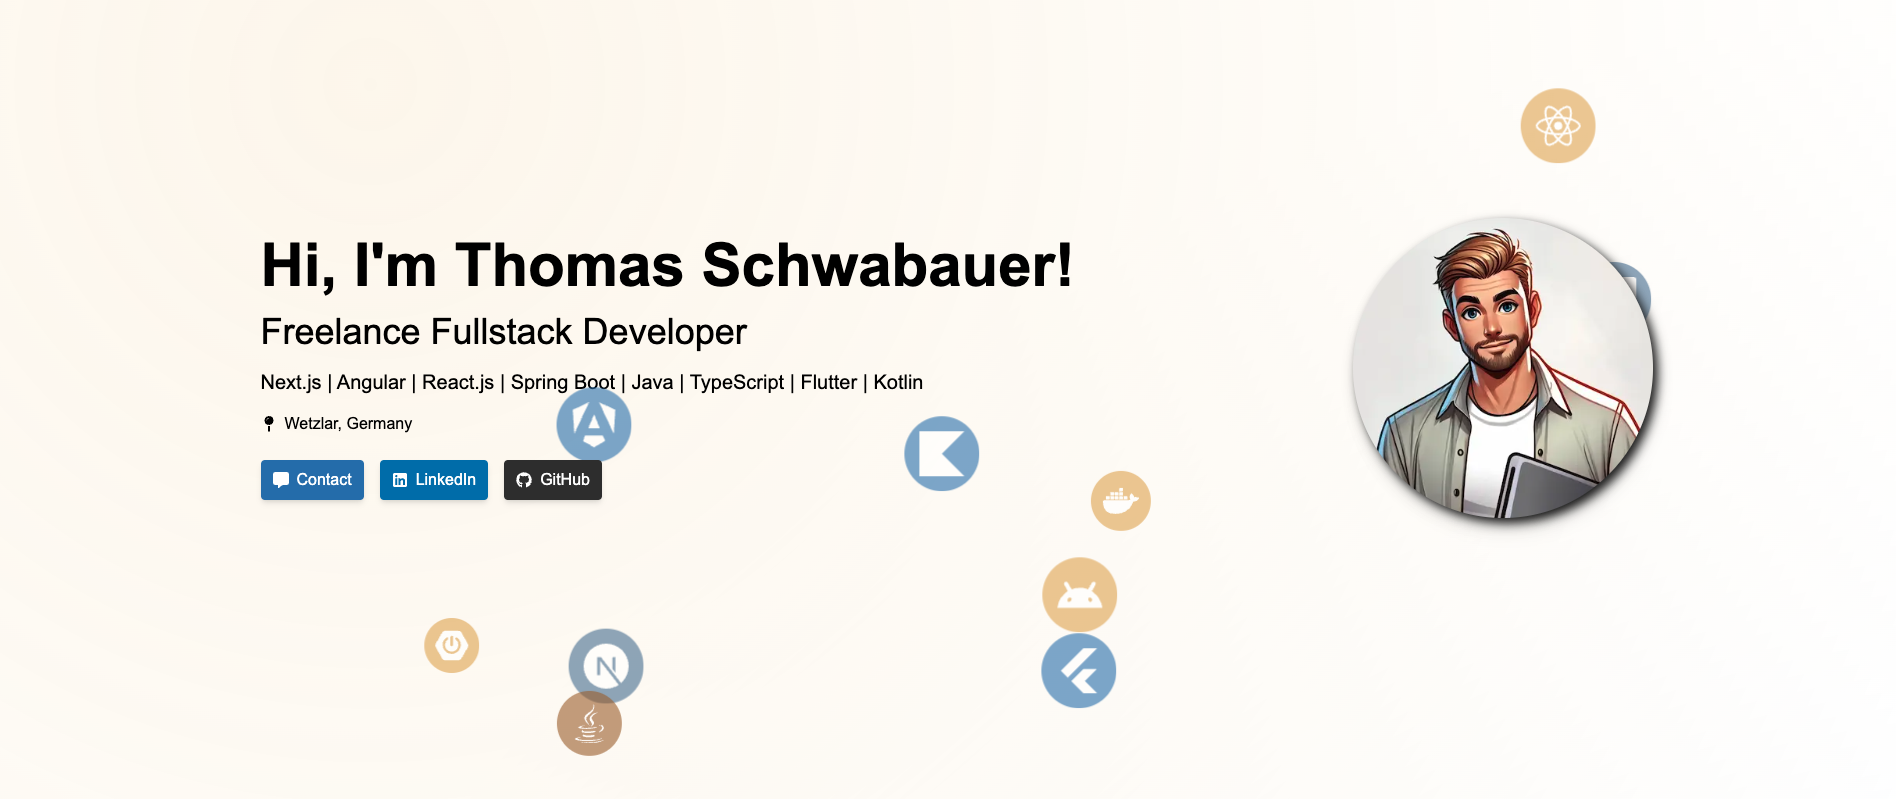 Hi, I'm Thomas Schwabauer!
Freelance Fullstack Developer
Next.js | Angular | React.js | Spring Boot | Java | TypeScript | Flutter | Kotlin
Wetzlar, Germany
Contact LinkedIn GitHub